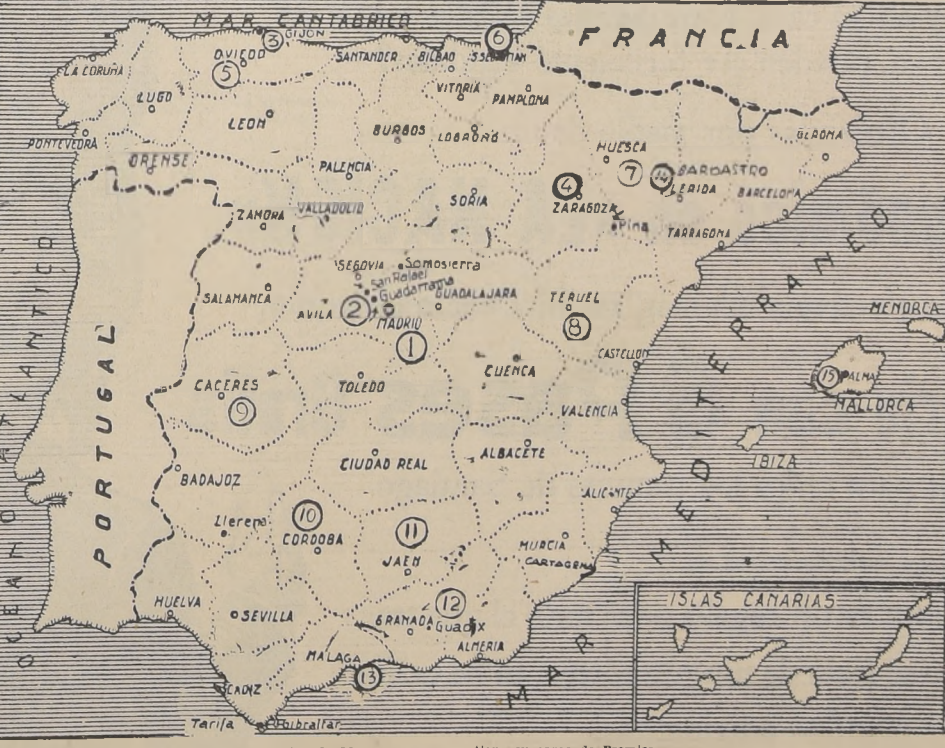 MAR CANTABRICO
FRANCIA
3
GIJON
6
OVIEDO
5
SANTANDER
BILBAO
S.SEBASTIAN
LA CORUÑA
LUGO
VITORIA
PAMPLONA
LEON
BURGOS
LOGROÑO
GERONA
PONTEVEDRA
ORENSE
PALENCIA
HUESCA
7
14
BARBASTRO
LERIDA
BARCELONA
4
ZARAGOZA
SORIA
ZAMORA
VALLADOLID
Pina
TARRAGONA
SEGOVIA
Somosierra
San Rafael
Guadarrama
SALAMANCA
AVILA
2
MADRID
GUADALAJARA
TERUEL
8
MENORCA
1
CASTELLON
CUENCA
CACERES
9
TOLEDO
15
PALMA
MALLORCA
VALENCIA
IBIZA
PORTUGAL
OCEANO ATLANTICO
MAR MEDITERRANEO
BADAJOZ
CIUDAD REAL
ALBACETE
ALICANTE
Llerena
10
CORDOBA
11
JAEN
MURCIA
CARTAGENA
HUELVA
SEVILLA
12
GRANADA
Guadix
ALMERIA
MALAGA
13
CADIZ
Tarifa
Gibraltar
ISLAS CANARIAS